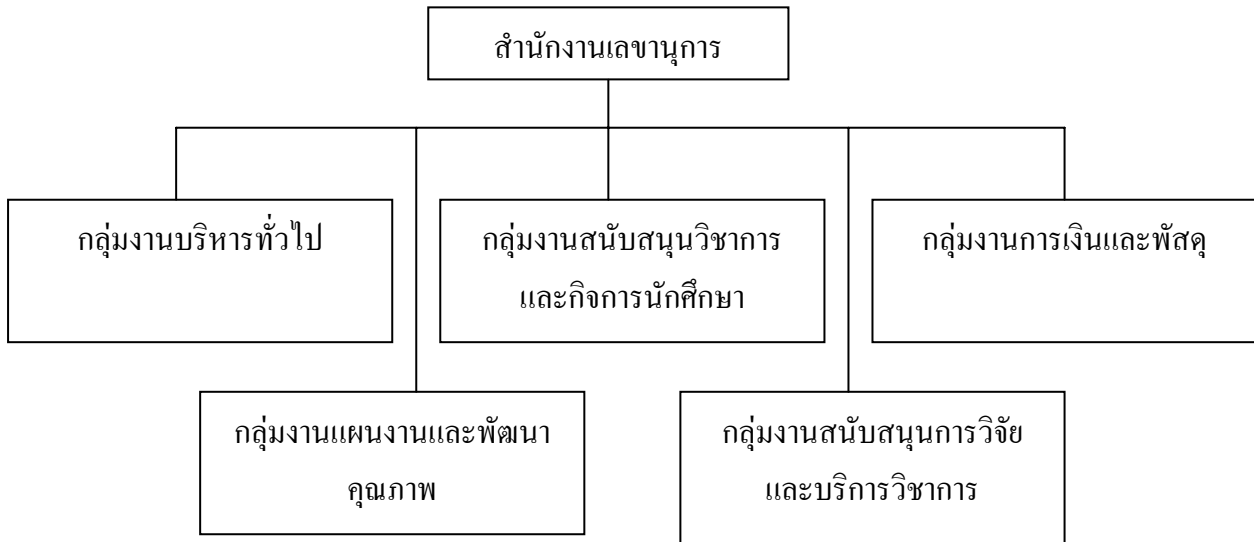 สำนักงานเลขานุการ
กลุ่มงานบริหารทั่วไป
กลุ่มงานสนับสนุนวิชาการ
และกิจการนักศึกษา
กลุ่มงานการเงินและพัสดุ
กลุ่มงานแผนงานและพัฒนา
คุณภาพ
กลุ่มงานสนับสนุนการวิจัย
และบริการวิชาการ